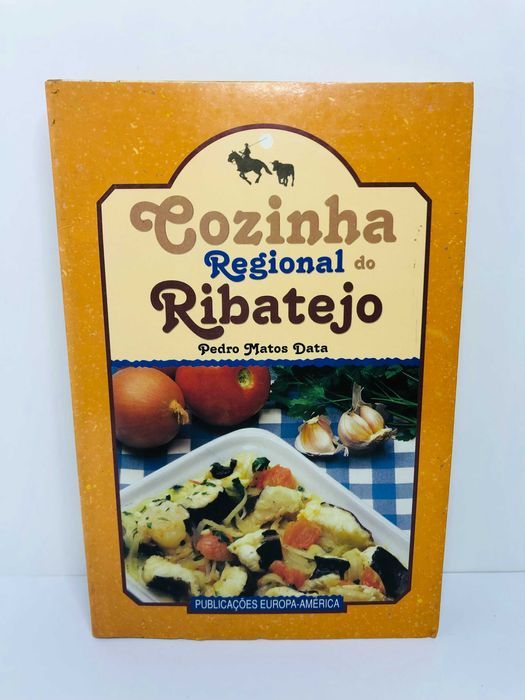 Cozinha
Regional do
Ribatejo
Pedro Matos Data
PUBLICAÇÕES EUROPA-AMÉRICA